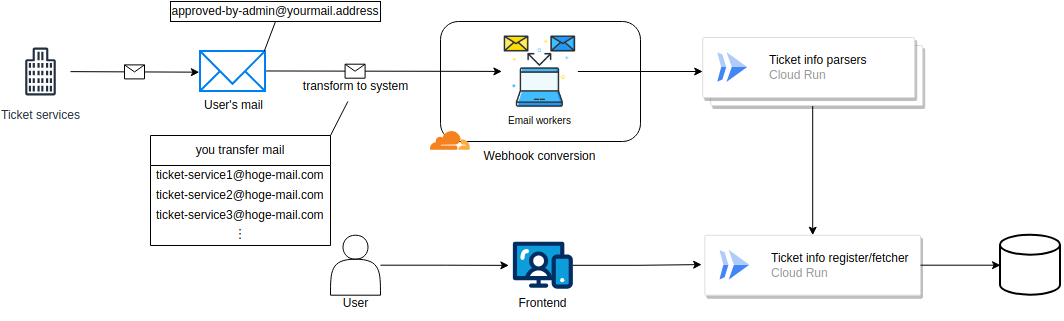 approved-by-admin@yourmail.address
Ticket services
User's mail
transform to system
Email workers
Webhook conversion
Ticket info parsers
Cloud Run
you transfer mail
ticket-service1@hoge-mail.com
ticket-service2@hoge-mail.com
ticket-service3@hoge-mail.com
⋮
User
Frontend
Ticket info register/fetcher
Cloud Run